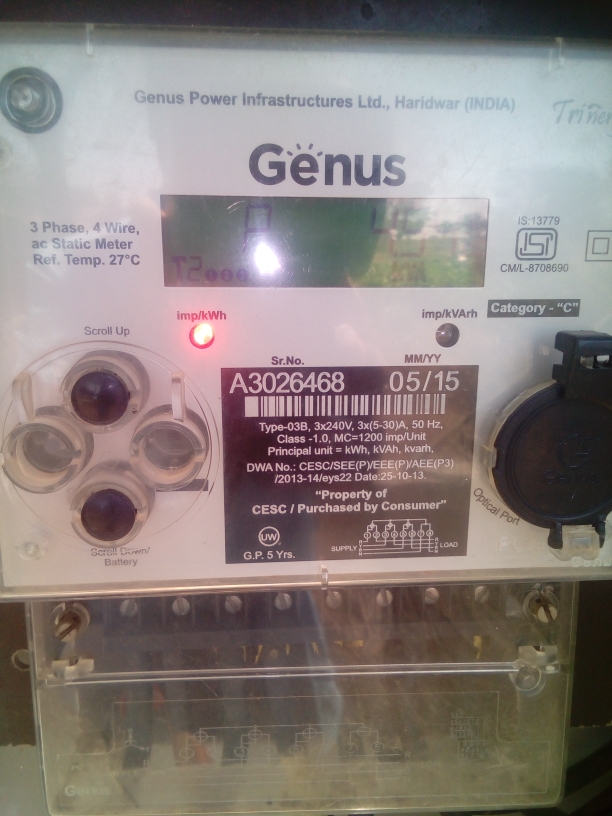 Genus Power Infrastructures Ltd., Haridwar (INDIA)
Genus
3 Phase, 4 Wire,
ac Static Meter
Ref. Temp. 27°C
IS:13779
CM/L-8708690
imp/kWh
imp/kVArh
Category - "C"
Scroll Up
Sr.No.
MM/YY
A3026468
05/15
Type-03B, 3x240V, 3x(5-30)A, 50 Hz,
Class -1.0, MC=1200 imp/Unit
Principal unit = kWh, kVAh, kvarh,
DWA No.: CESC/SEE(P)/EEE(P)/AEE(P3)
/2013-14/eys22 Date:25-10-13.
"Property of
CESC / Purchased by Consumer"
UW
G.P. 5 Yrs.
SUPPLY
LOAD
Optical Port
Scroll Down/
Battery
Genus